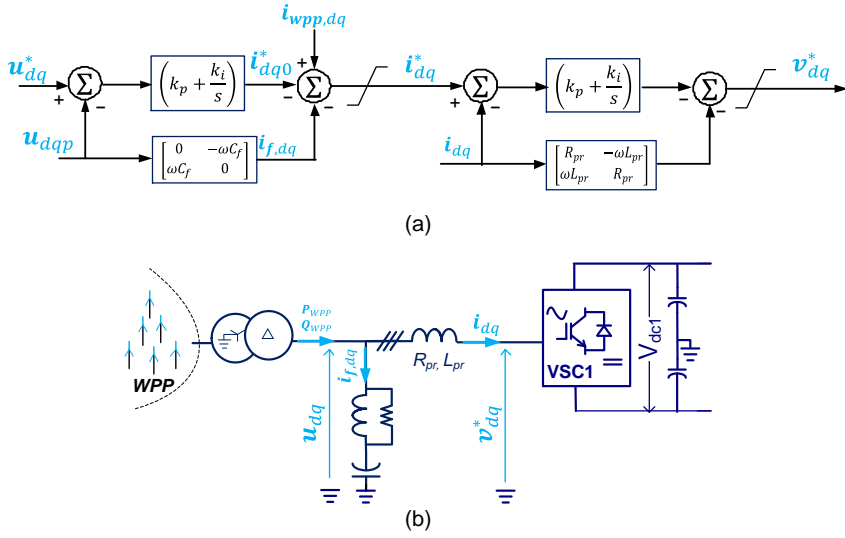 i_wpp,dq
u*_dq
+
Σ
−
(k_p + k_i/s)
i*_dq0
+
−
Σ
−
i*_dq
+
Σ
−
(k_p + k_i/s)
−
Σ
−
v*_dq
u_dqp
[0 −ωC_f
ωC_f 0]
i_f,dq
i_dq
[R_pr −ωL_pr
ωL_pr R_pr]
(a)
WPP
Δ
P_WPP
Q_WPP
i_f,dq
u_dq
R_pr, L_pr
i_dq
v*_dq
VSC1
V_dc1
(b)